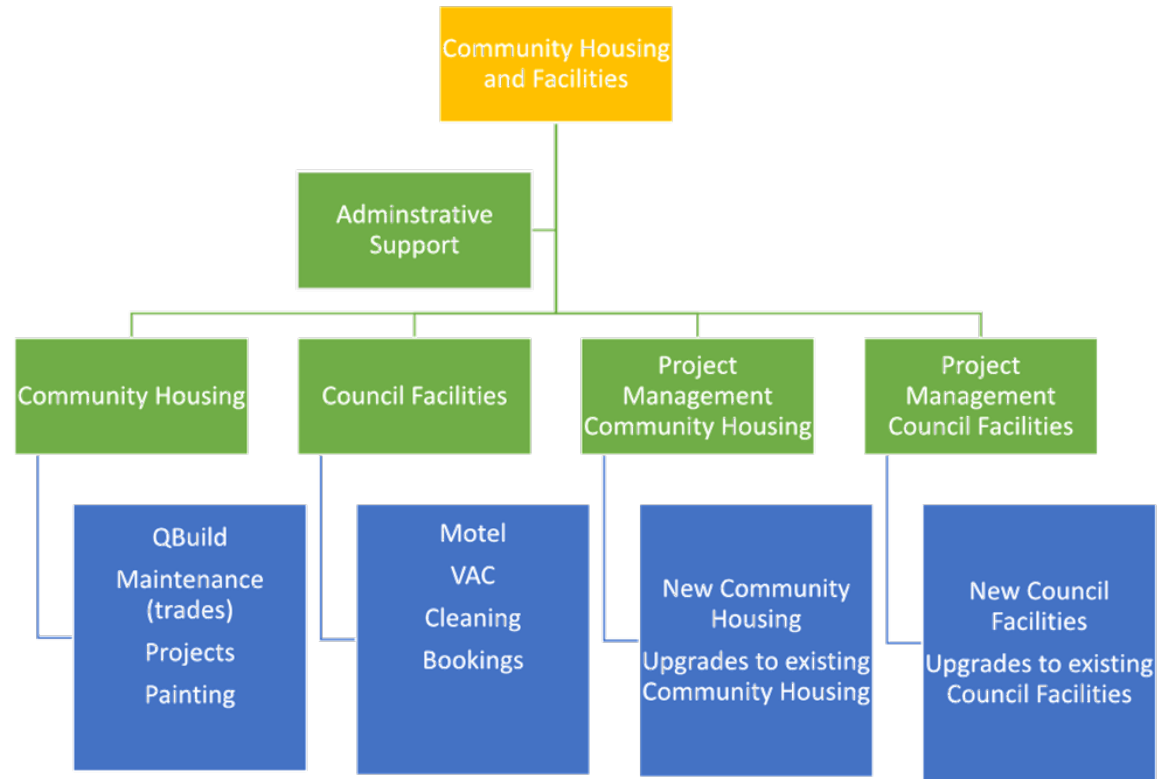 Community Housing
and Facilities
Adminstrative
Support
Community Housing
Council Facilities
Project
Management
Community Housing
Project
Management
Council Facilities
QBuild
Maintenance
(trades)
Projects
Painting
Motel
VAC
Cleaning
Bookings
New Community
Housing
Upgrades to existing
Community Housing
New Council
Facilities
Upgrades to existing
Council Facilities